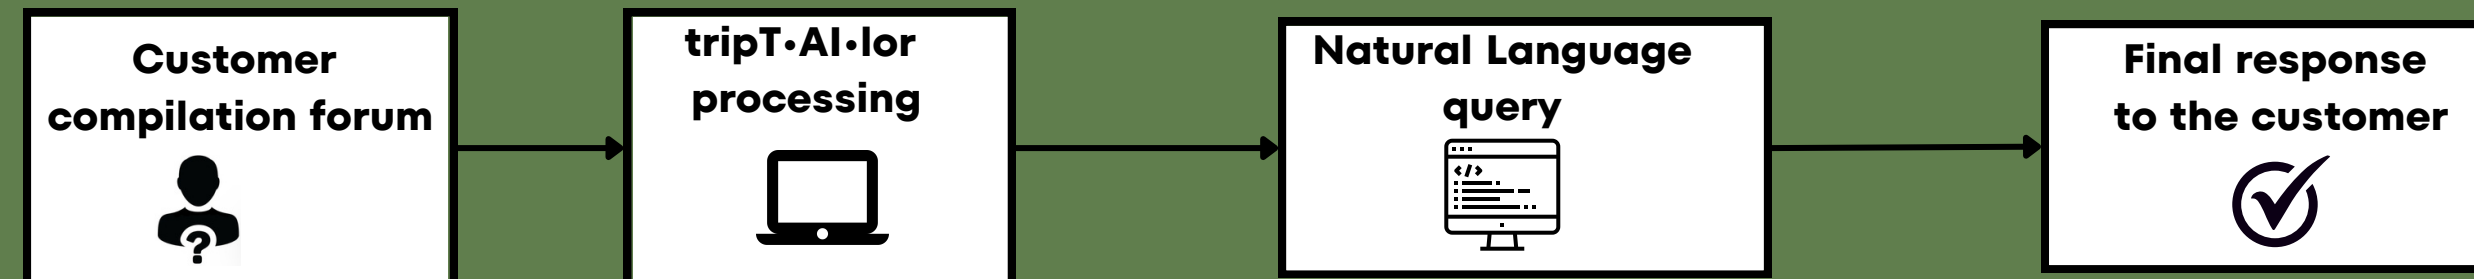 Customer
compilation forum
?
tripT•AI•lor
processing
Natural Language
query
</>
Final response
to the customer